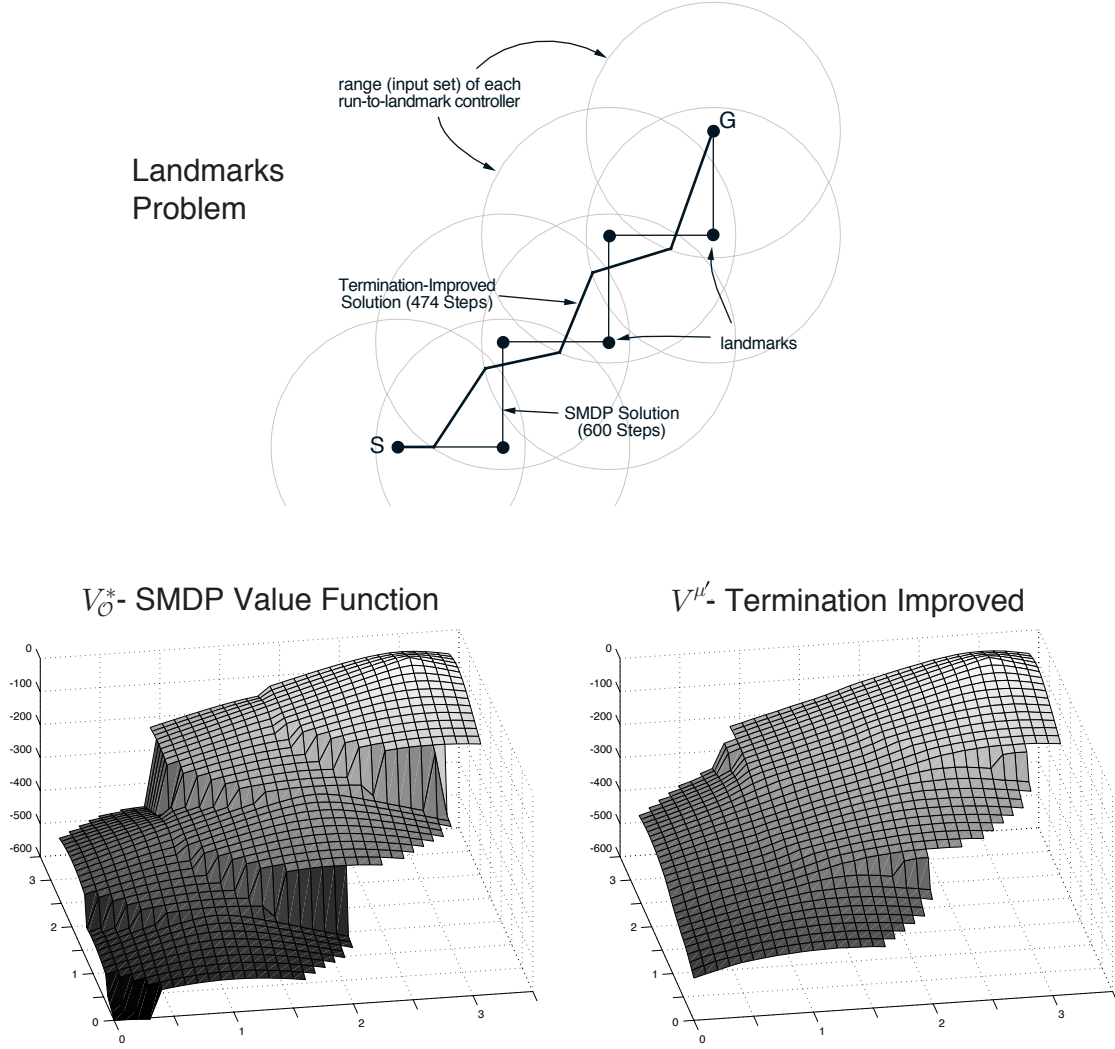 range (input set) of each
run-to-landmark controller
G
Landmarks
Problem
Termination-Improved
Solution (474 Steps)
landmarks
SMDP Solution
(600 Steps)
S
V*_O - SMDP Value Function
0
-100
-200
-300
-400
-500
-600
3
2
1
0
0
1
2
3
V^μ′ - Termination Improved
0
-100
-200
-300
-400
-500
-600
3
2
1
0
0
1
2
3